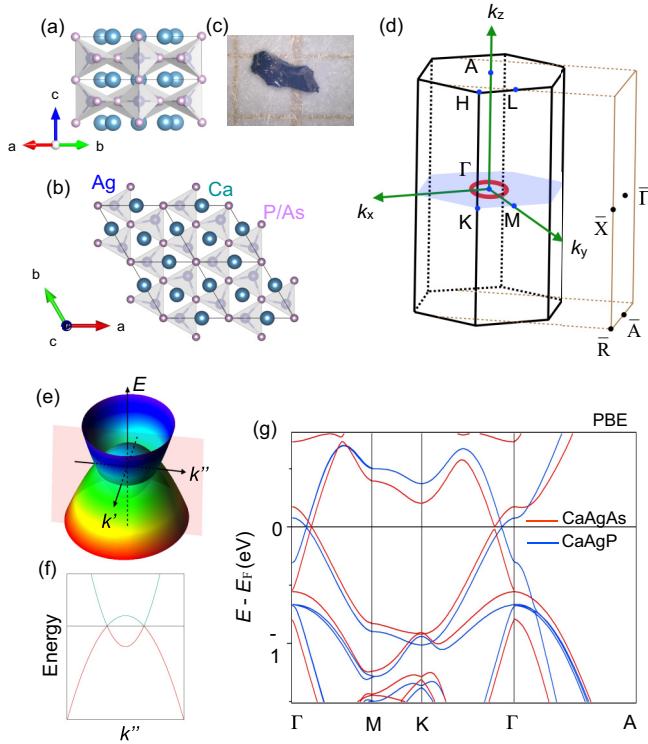 (a)
c
a
b
(b)
Ag
Ca
P/As
b
c
a
(c)
(d)
kz
A
H
L
Γ
kx
K
M
ky
Γ̅
X̅
A̅
R̅
(e)
E
k''
k'
(f)
Energy
k''
(g)
PBE
0
CaAgAs
CaAgP
E - EF (eV)
-
1
Γ
M
K
Γ
A